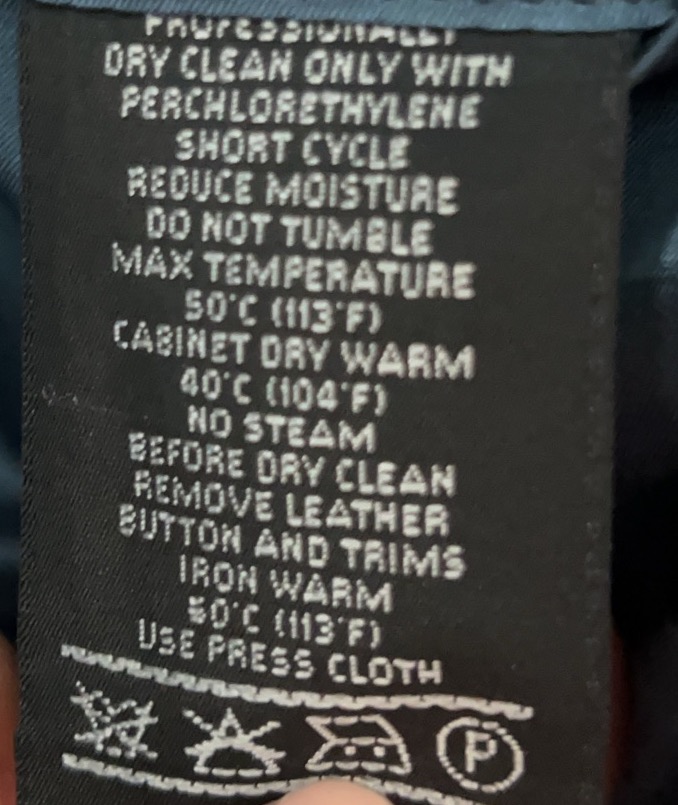 PROFESSIONALLY
DRY CLEAN ONLY WITH
PERCHLORETHYLENE
SHORT CYCLE
REDUCE MOISTURE
DO NOT TUMBLE
MAX TEMPERATURE
50°C (113°F)
CABINET DRY WARM
40°C (104°F)
NO STEAM
BEFORE DRY CLEAN
REMOVE LEATHER
BUTTON AND TRIMS
IRON WARM
50°C (113°F)
USE PRESS CLOTH
P